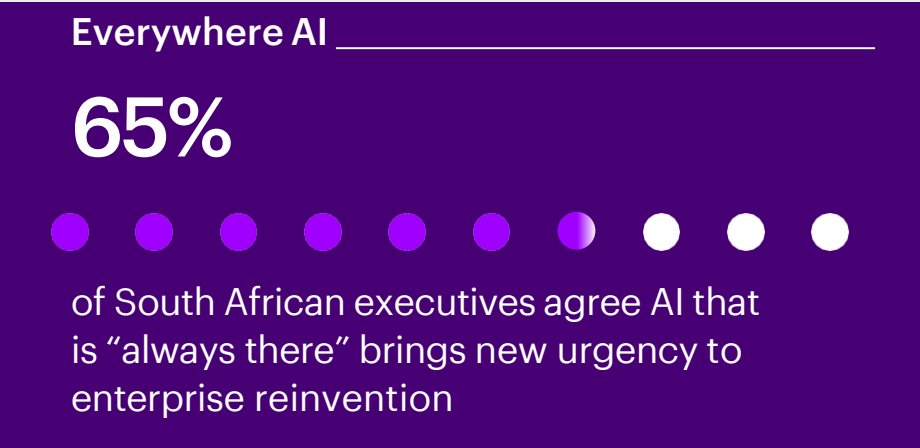 Everywhere AI
65%
of South African executives agree AI that
is “always there” brings new urgency to
enterprise reinvention